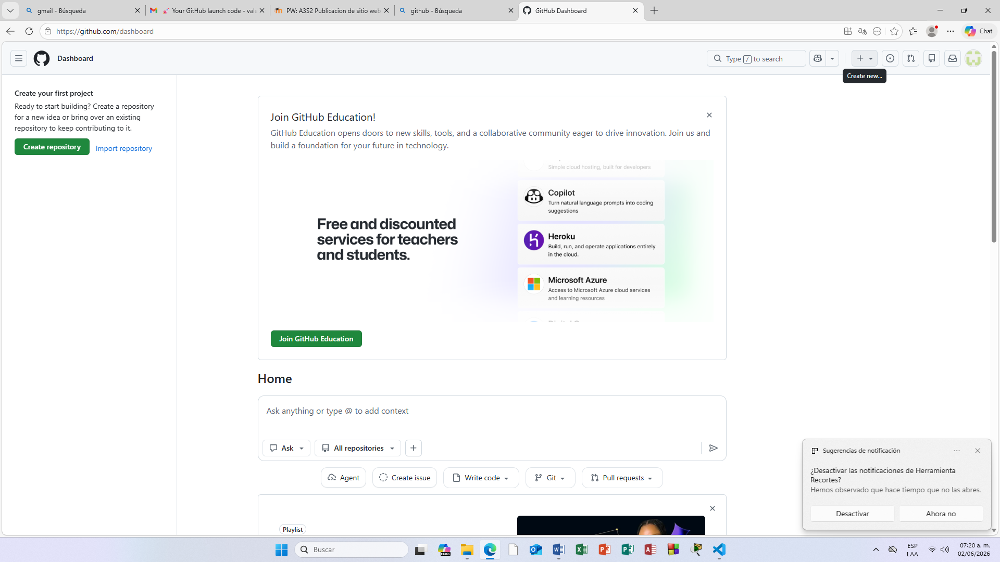 gmail - Búsqueda
Your GitHub launch code - vale
PW: A3S2 Publicacion de sitio web
github - Búsqueda
GitHub Dashboard
https://github.com/dashboard
Chat
Dashboard
Type / to search
Create new...
Create your first project
Ready to start building? Create a repository
for a new idea or bring over an existing
repository to keep contributing to it.
Create repository
Import repository
Join GitHub Education!
GitHub Education opens doors to new skills, tools, and a collaborative community eager to drive innovation. Join us and
build a foundation for your future in technology.
Simple cloud hosting, built for developers
Copilot
Turn natural language prompts into coding
suggestions
Free and discounted
services for teachers
and students.
Heroku
Build, run, and operate applications entirely
in the cloud.
Microsoft Azure
Access to Microsoft Azure cloud services
and learning resources
Join GitHub Education
Home
Ask anything or type @ to add context
Ask
All repositories
Agent
Create issue
Write code
Git
Pull requests
Playlist
Sugerencias de notificación
¿Desactivar las notificaciones de Herramienta
Recortes?
Hemos observado que hace tiempo que no las abres.
Desactivar
Ahora no
Buscar
M365
ESP
LAA
07:20 a. m.
02/06/2026